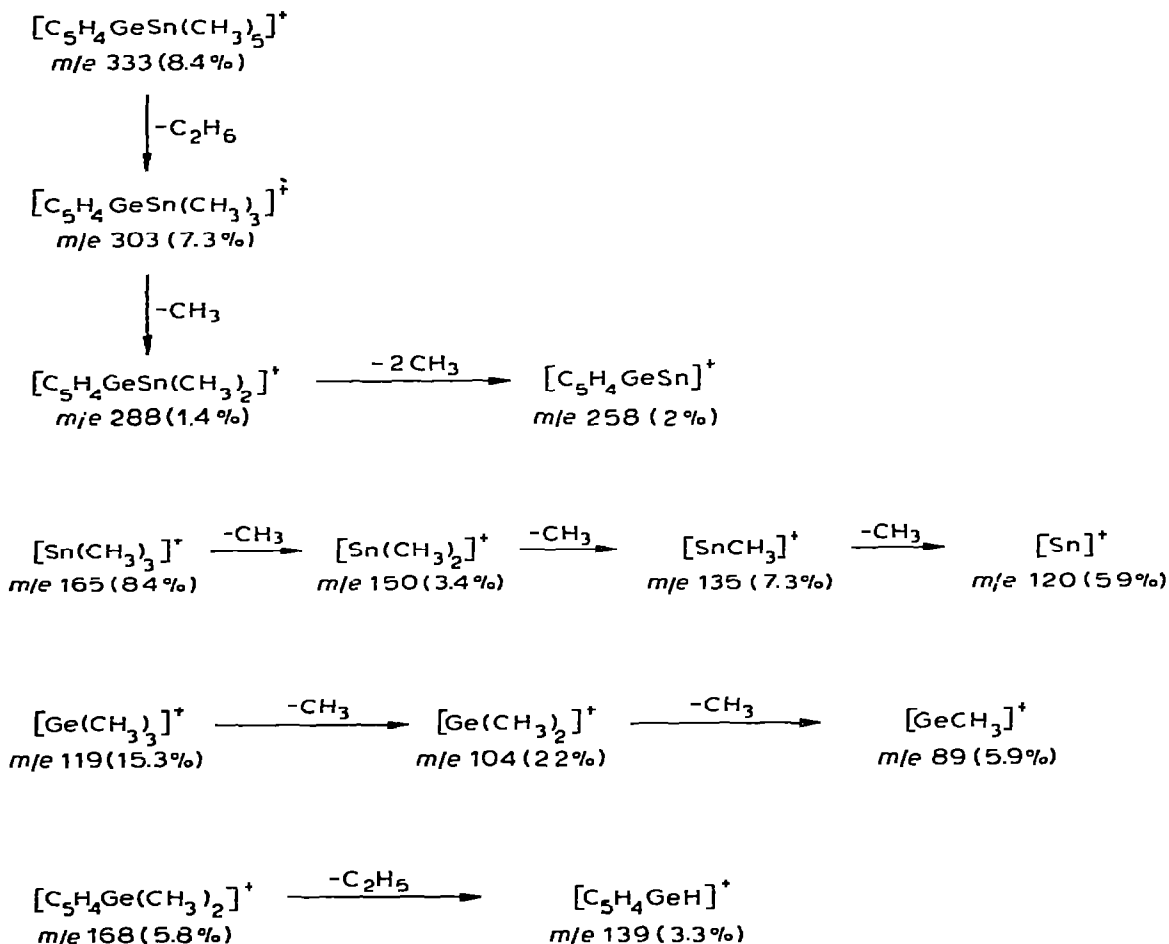 [C₅H₄GeSn(CH₃)₅]⁺
m/e 333 (8.4%)
-C₂H₆
[C₅H₄GeSn(CH₃)₃]⁺
m/e 303 (7.3%)
-CH₃
[C₅H₄GeSn(CH₃)₂]⁺ - 2 CH₃ [C₅H₄GeSn]⁺
m/e 288 (1.4%) m/e 258 (2%)
[Sn(CH₃)₃]⁺ -CH₃ [Sn(CH₃)₂]⁺ -CH₃ [SnCH₃]⁺ -CH₃ [Sn]⁺
m/e 165 (84%) m/e 150 (3.4%) m/e 135 (7.3%) m/e 120 (59%)
[Ge(CH₃)₃]⁺ -CH₃ [Ge(CH₃)₂]⁺ -CH₃ [GeCH₃]⁺
m/e 119 (15.3%) m/e 104 (22%) m/e 89 (5.9%)
[C₅H₄Ge(CH₃)₂]⁺ -C₂H₅ [C₅H₄GeH]⁺
m/e 168 (5.8%) m/e 139 (3.3%)